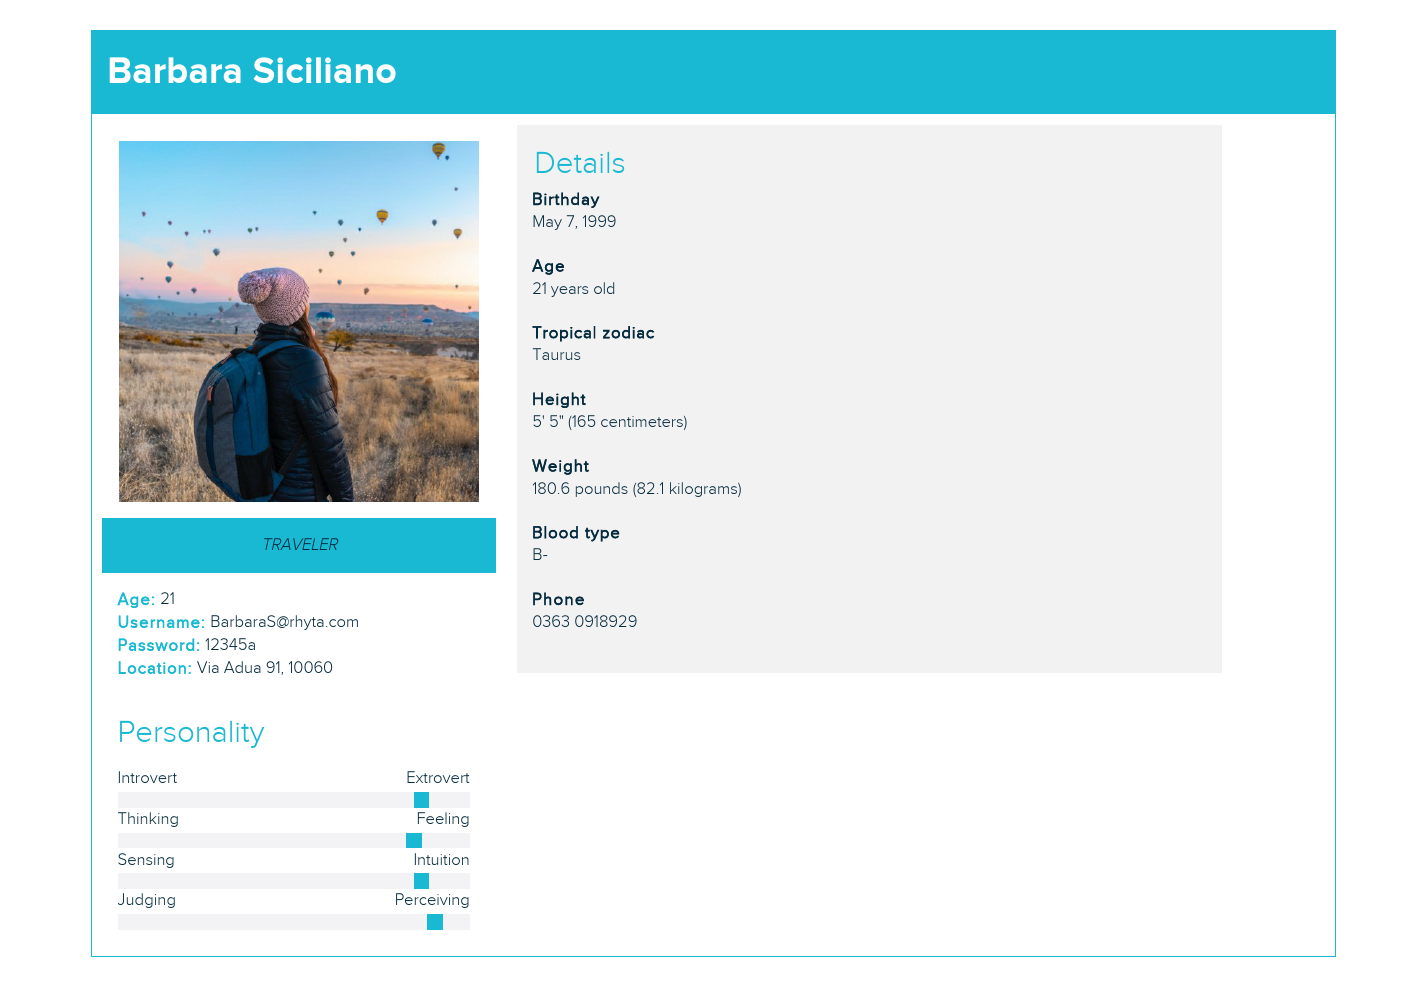 Barbara Siciliano
TRAVELER
Age: 21
Username: BarbaraS@rhyta.com
Password: 12345a
Location: Via Adua 91, 10060
Personality
Introvert Extrovert
Thinking Feeling
Sensing Intuition
Judging Perceiving
Details
Birthday
May 7, 1999
Age
21 years old
Tropical zodiac
Taurus
Height
5' 5" (165 centimeters)
Weight
180.6 pounds (82.1 kilograms)
Blood type
B-
Phone
0363 0918929